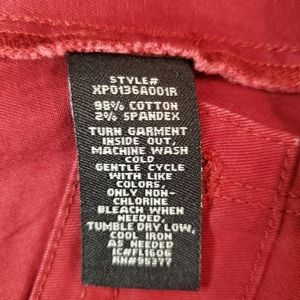 STYLE#
XP0136A001R
98% COTTON
2% SPANDEX
TURN GARMENT
INSIDE OUT,
MACHINE WASH
COLD
GENTLE CYCLE
WITH LIKE
COLORS,
ONLY NON-
CHLORINE
BLEACH WHEN
NEEDED,
TUMBLE DRY LOW,
COOL IRON
AS NEEDED
IC#FL1606
RN#95377